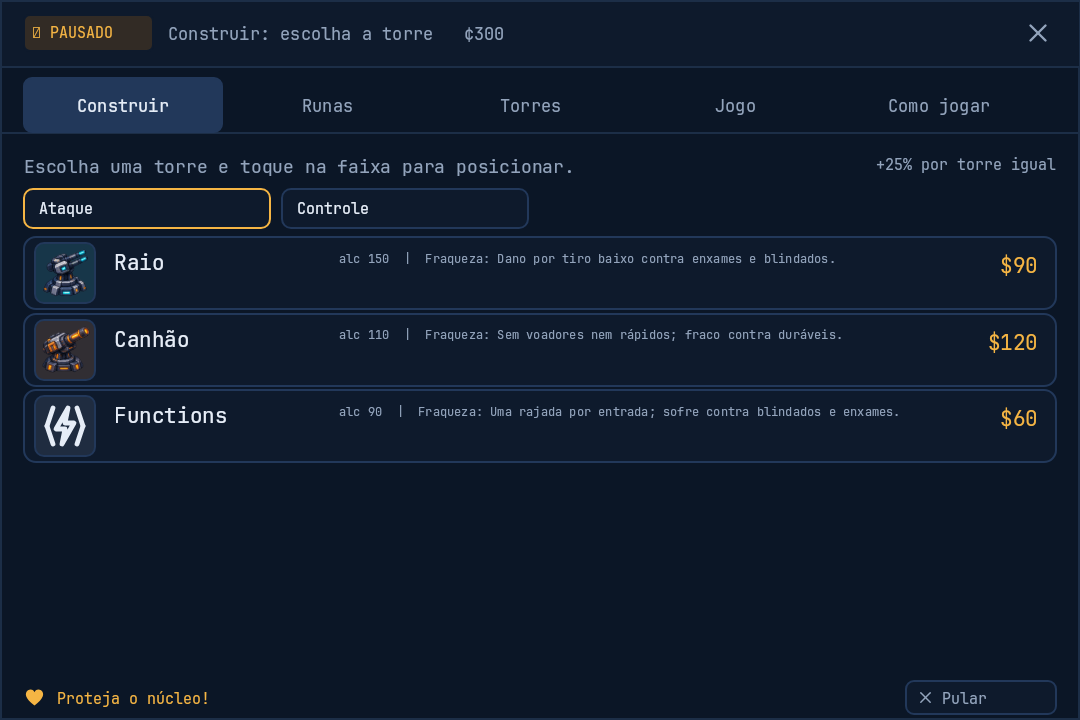 PAUSADO Construir: escolha a torre ₵300
Construir Runas Torres Jogo Como jogar
Escolha uma torre e toque na faixa para posicionar. +25% por torre igual
Ataque Controle
Raio alc 150 | Fraqueza: Dano por tiro baixo contra enxames e blindados. $90
Canhão alc 110 | Fraqueza: Sem voadores nem rápidos; fraco contra duráveis. $120
Functions alc 90 | Fraqueza: Uma rajada por entrada; sofre contra blindados e enxames. $60
Proteja o núcleo! Pular